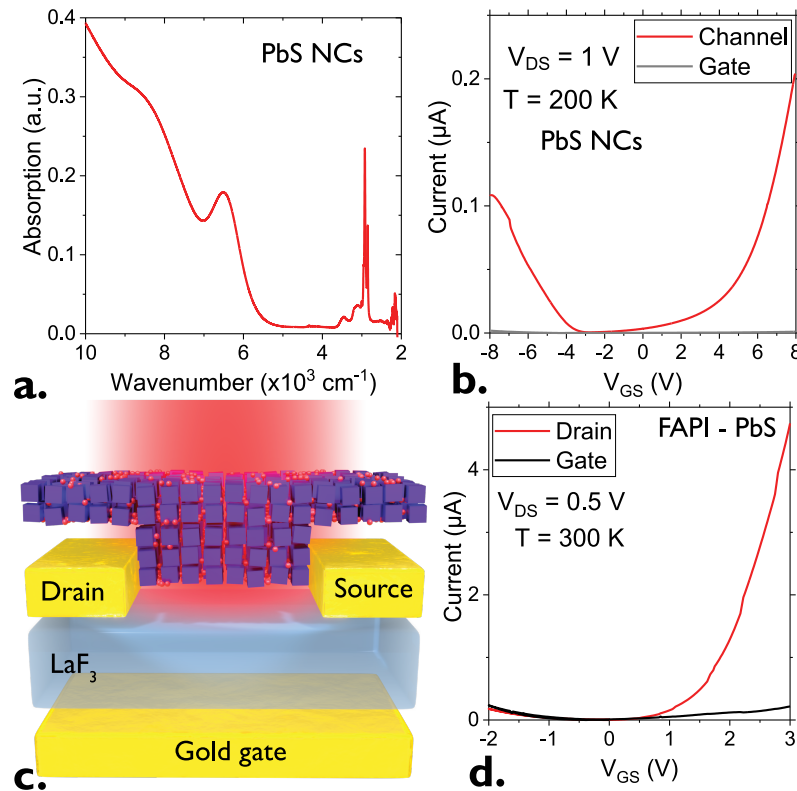 PbS NCs
0.4
0.3
0.2
0.1
0.0
Absorption (a.u.)
10
8
6
4
2
Wavenumber (×10³ cm⁻¹)
a.
Channel
Gate
V_DS = 1 V
T = 200 K
PbS NCs
0.2
0.1
0.0
Current (µA)
-8
-6
-4
-2
0
2
4
6
8
V_GS (V)
b.
Drain
Source
LaF₃
Gold gate
c.
Drain
Gate
FAPI - PbS
V_DS = 0.5 V
T = 300 K
4
2
0
Current (µA)
-2
-1
0
1
2
3
V_GS (V)
d.